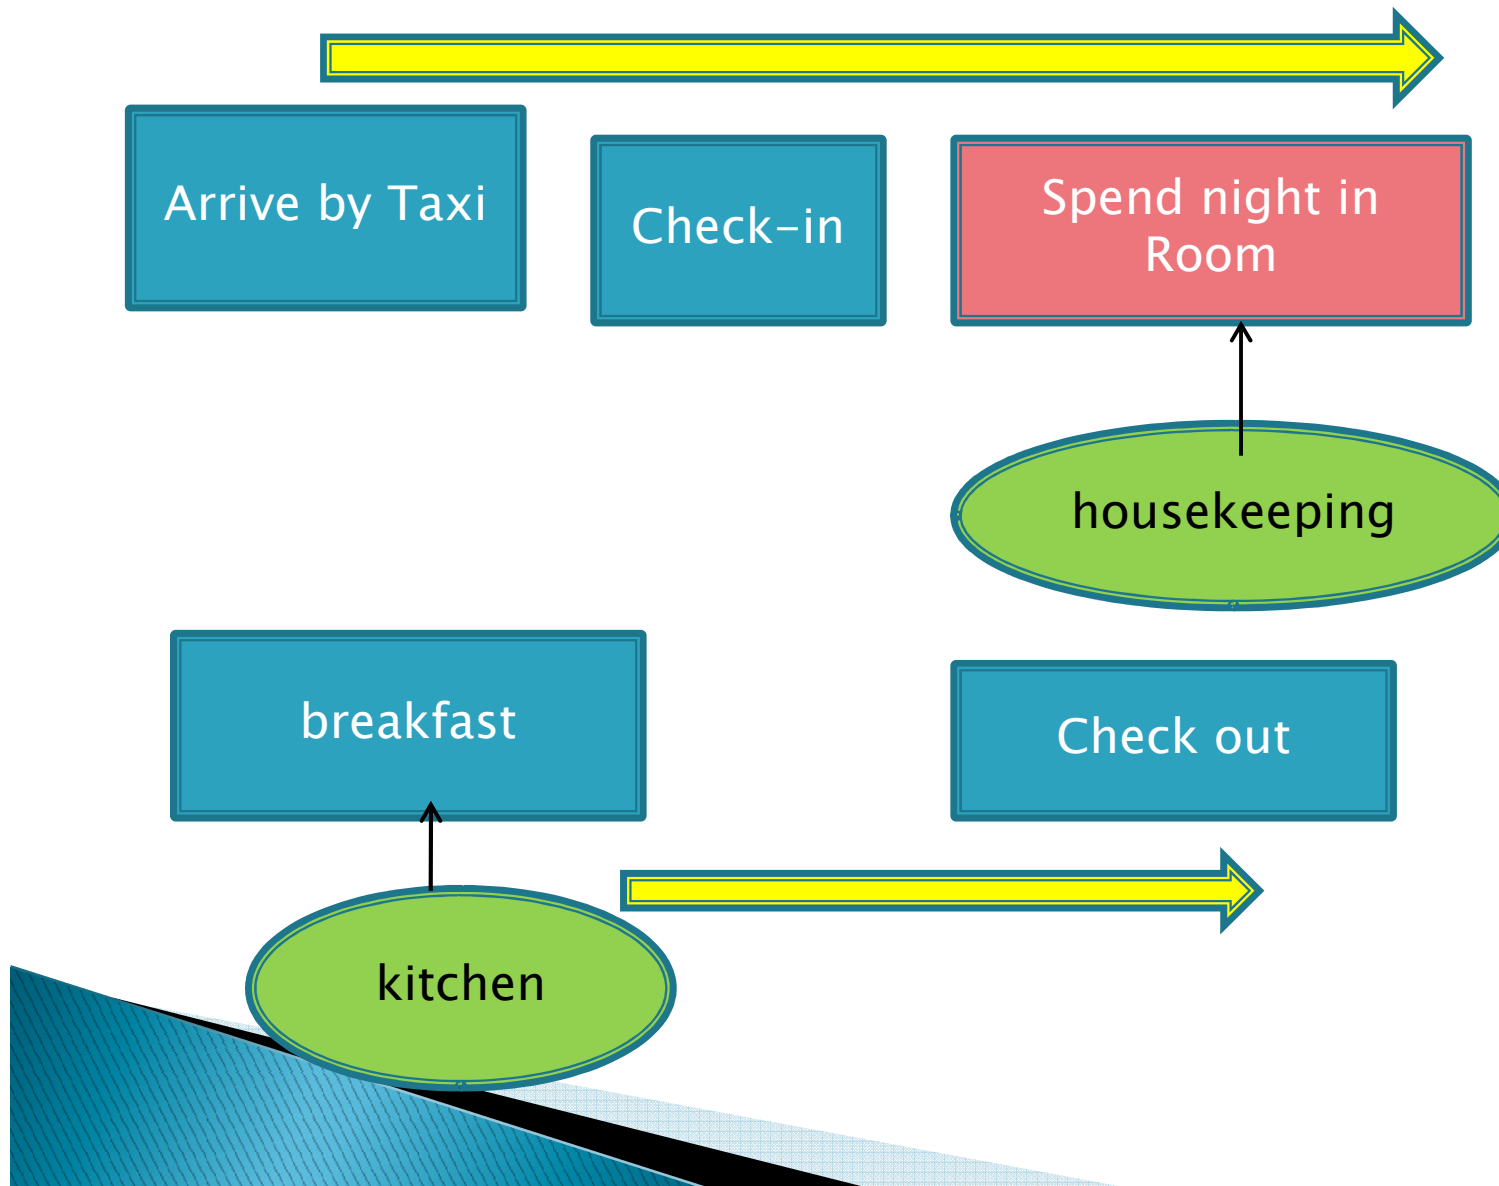 Arrive by Taxi
Check-in
Spend night in
Room
housekeeping
breakfast
Check out
kitchen